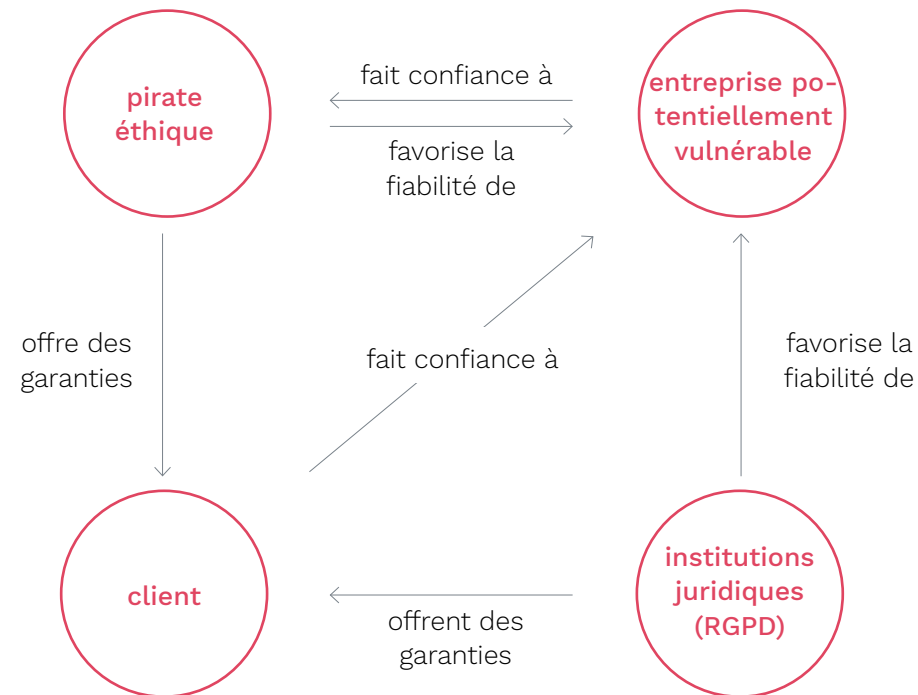 pirate
éthique
fait confiance à
favorise la
fiabilité de
entreprise po-
tentiellement
vulnérable
offre des
garanties
fait confiance à
favorise la
fiabilité de
client
offrent des
garanties
institutions
juridiques
(RGPD)